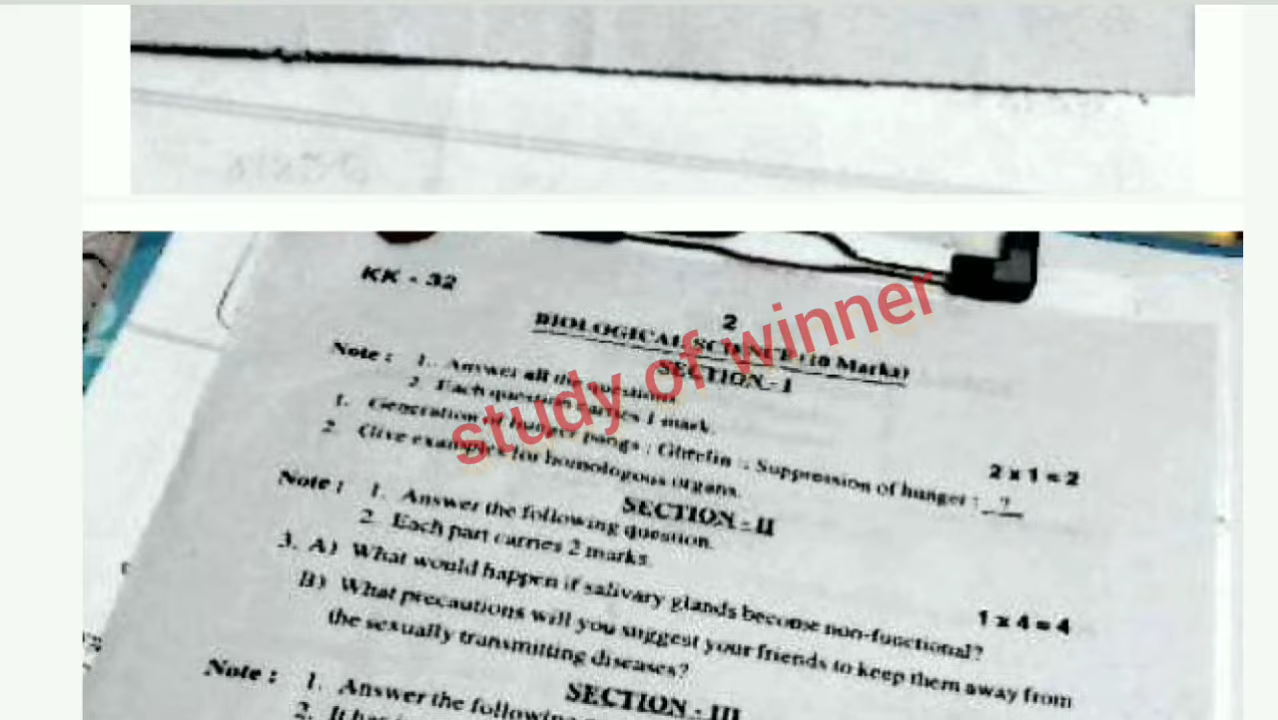 KK - 32
2
BIOLOGICAL SCIENCE (10 Marks)
SECTION - I
Note : 1. Answer all the questions.
2. Each question carries 1 mark.
2 x 1 = 2
1. Generation of hunger pangs : Ghrelin :: Suppression of hunger : ?
2. Give examples for homologous organs.
SECTION - II
Note : 1. Answer the following question.
2. Each part carries 2 marks.
1 x 4 = 4
3. A) What would happen if salivary glands become non-functional?
B) What precautions will you suggest your friends to keep them away from
the sexually transmitting diseases?
SECTION - III
Note : 1. Answer the following
2. It has
study of winner